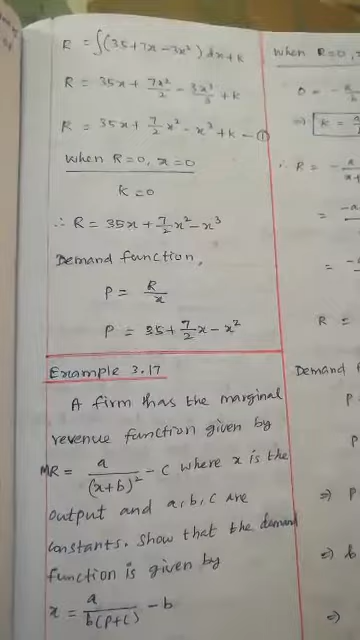 R = ∫(35+7x-3x²) dx+k
R = 35x+ 7x²/2 - 3x³/3 + k
R = 35x+ 7/2 x² - x³ + k —①
When R=0, x=0
K=0
∴ R = 35x+ 7/2 x² - x³
Demand function,
P = R/x
P = 35+ 7/2 x - x²
Example 3.17
A firm has the marginal
revenue function given by
MR = a/(x+b)² - C where x is the
output and a, b, c are
constants. Show that the demand
function is given by
x = a/b(P+C) - b
When R=0,
0 =
⇒ K =
∴ R =
=
=
R =
Demand
P
P
⇒ P
⇒ b
⇒